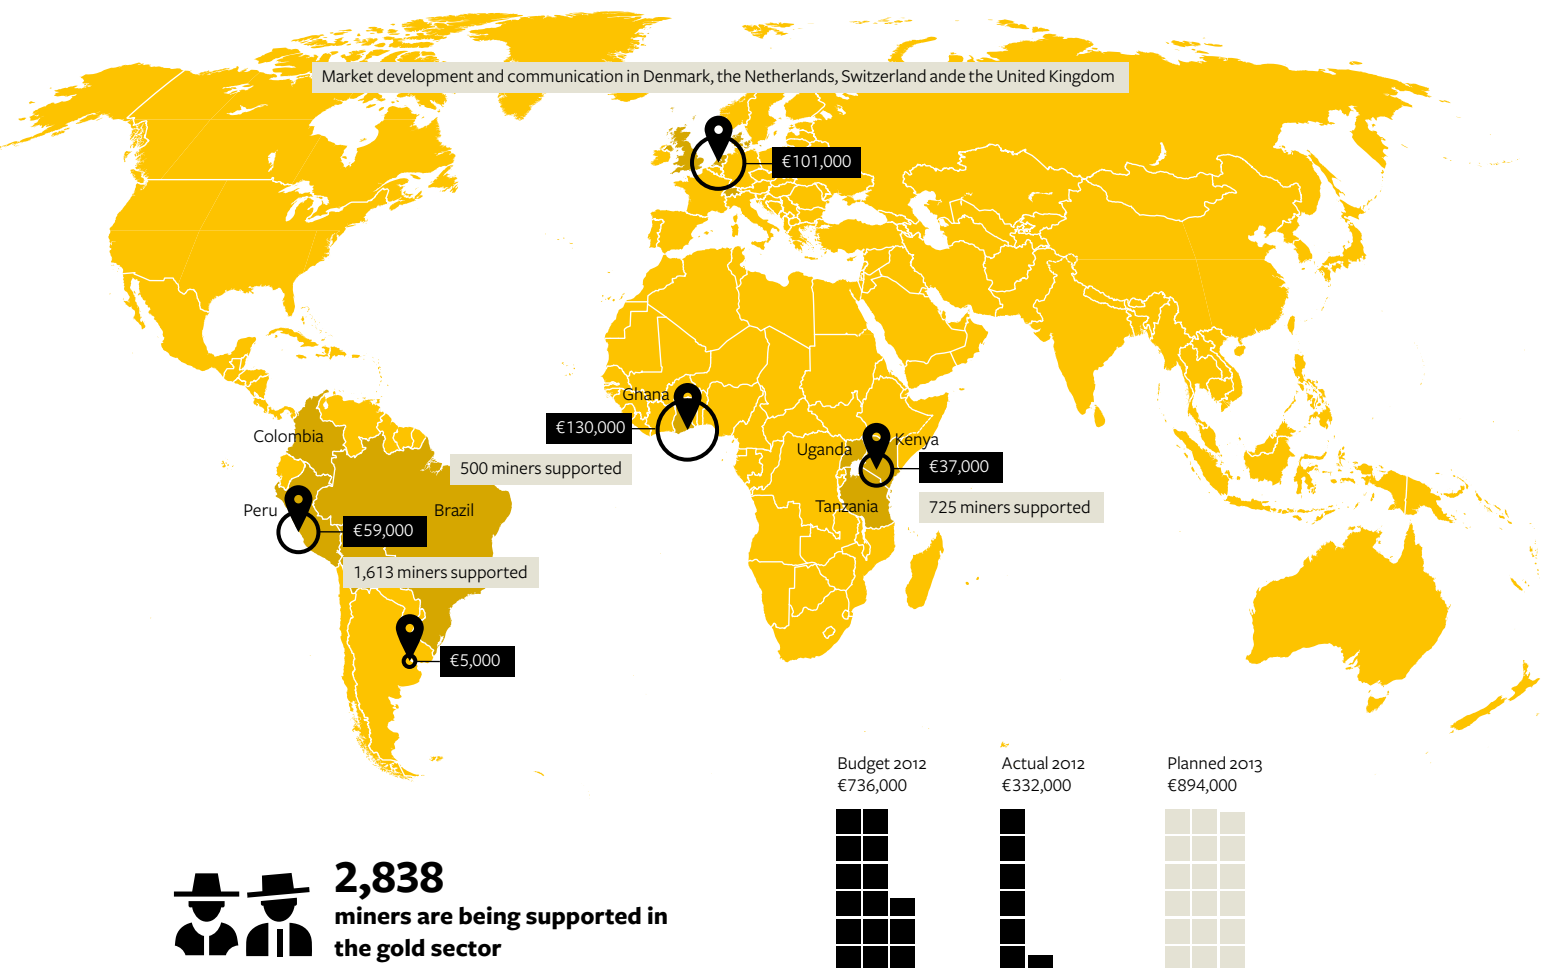 Market development and communication in Denmark, the Netherlands, Switzerland ande the United Kingdom
€101,000
Ghana
€130,000
500 miners supported
Uganda
Kenya
€37,000
Tanzania
725 miners supported
Colombia
Peru
Brazil
€59,000
1,613 miners supported
€5,000
Budget 2012
€736,000
Actual 2012
€332,000
Planned 2013
€894,000
2,838
miners are being supported in
the gold sector